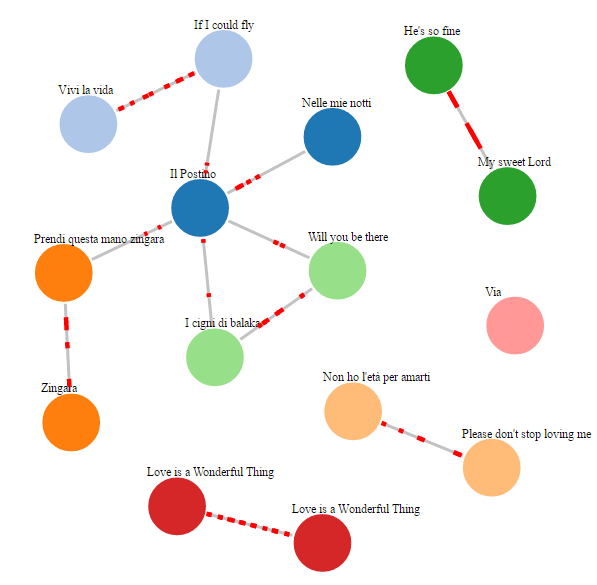 If I could fly
He's so fine
Vivi la vida
Nelle mie notti
My sweet Lord
Il Postino
Prendi questa mano zingara
Will you be there
Via
I cigni di balaka
Non ho l'età per amarti
Zingara
Please don't stop loving me
Love is a Wonderful Thing
Love is a Wonderful Thing